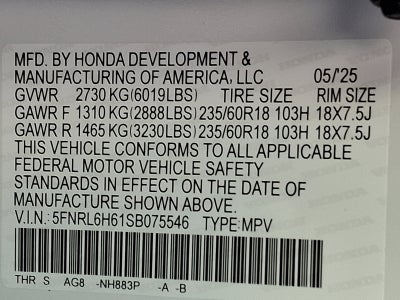 MFD. BY HONDA DEVELOPMENT &
MANUFACTURING OF AMERICA, LLC 05/'25
GVWR 2730 KG(6019LBS) TIRE SIZE RIM SIZE
GAWR F 1310 KG(2888LBS) 235/60R18 103H 18X7.5J
GAWR R 1465 KG(3230LBS) 235/60R18 103H 18X7.5J
THIS VEHICLE CONFORMS TO ALL APPLICABLE
FEDERAL MOTOR VEHICLE SAFETY
STANDARDS IN EFFECT ON THE DATE OF
MANUFACTURE SHOWN ABOVE.
V.I.N.: 5FNRL6H61SB075546 TYPE: MPV
THR S AG8 -NH883P -A -B